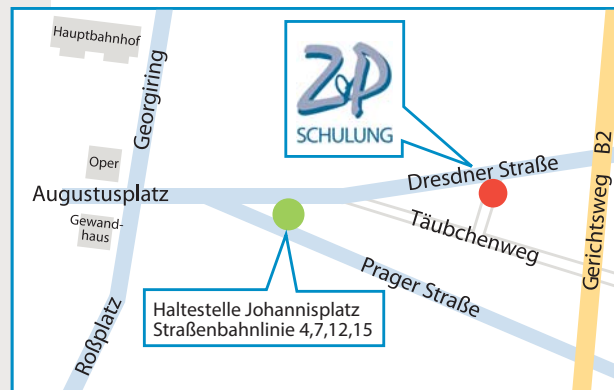 Hauptbahnhof
Georgiring
Z&P
SCHULUNG
Oper
Augustusplatz
Gewand-
haus
Dresdner Straße
B2
Täubchenweg
Gerichtsweg
Prager Straße
Haltestelle Johannisplatz
Straßenbahnlinie 4,7,12,15
Roßplatz